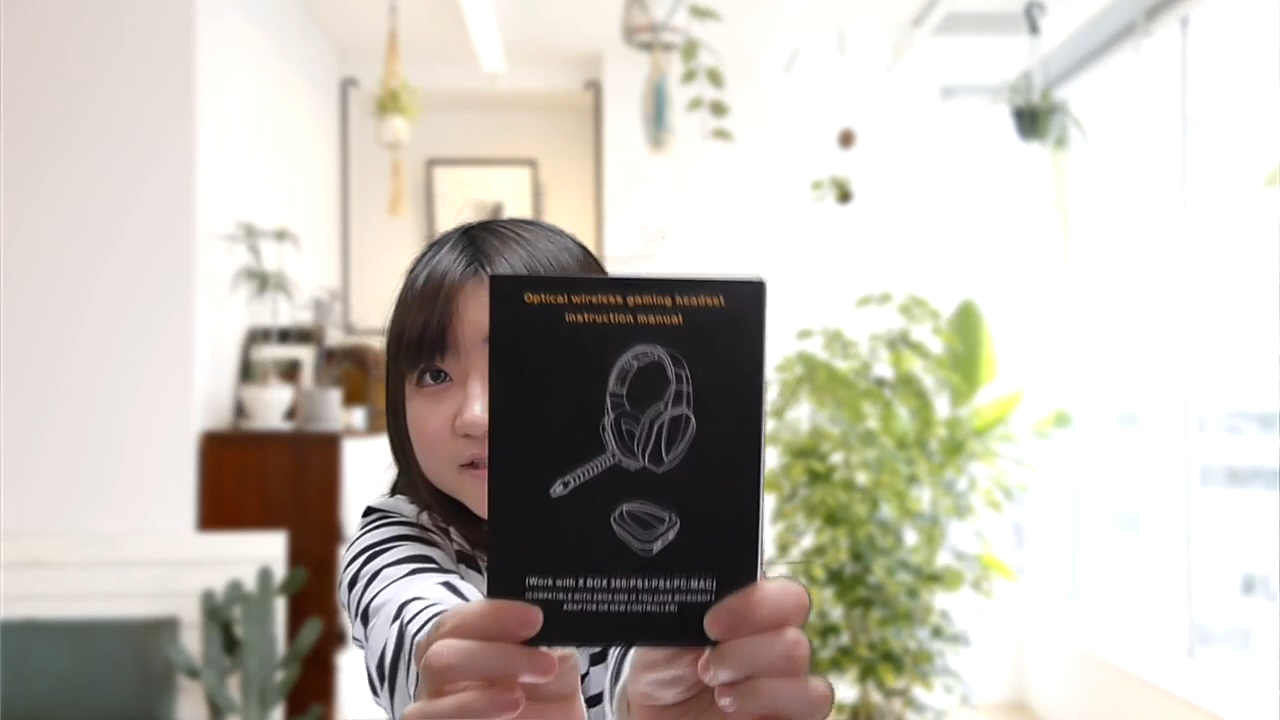 Optical wireless gaming headset
instruction manual
(Work with X BOX 360/PS3/PS4/PC/MAC)
(COMPATIBLE WITH XBOX ONE IF YOU HAVE MICROSOFT
ADAPTOR OR NEW CONTROLLER)